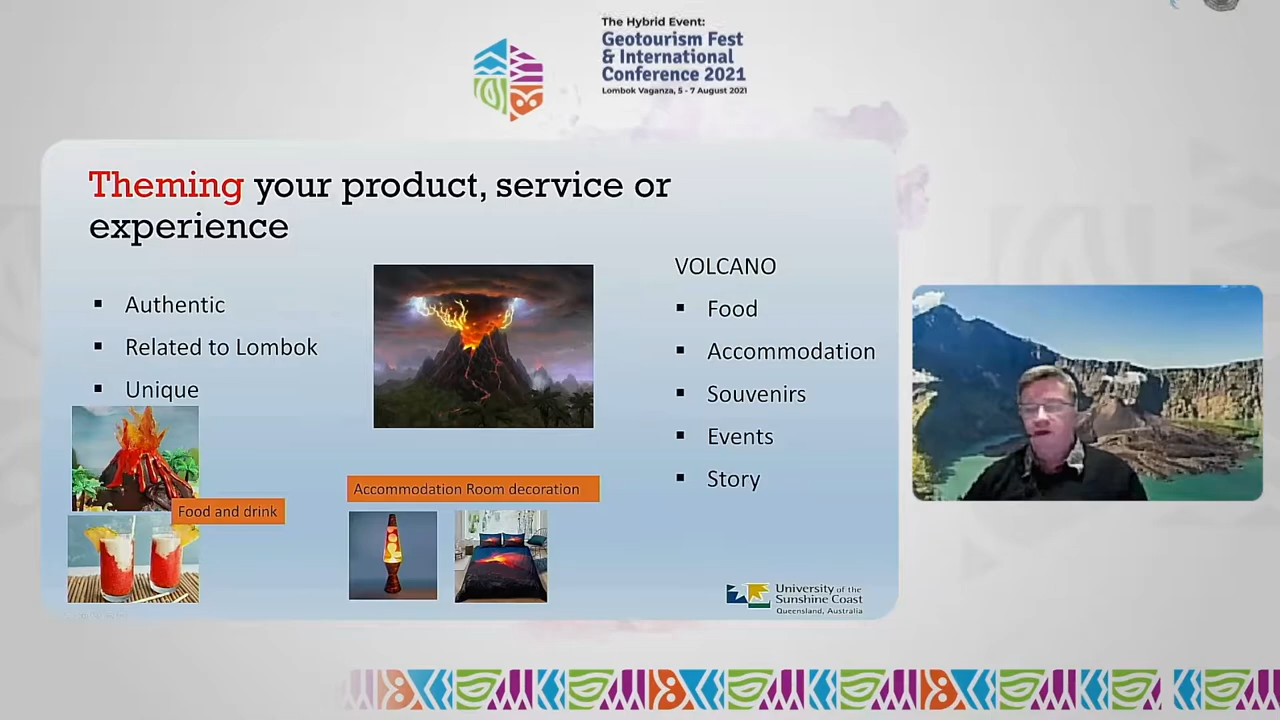 The Hybrid Event:
Geotourism Fest
& International
Conference 2021
Lombok Vaganza, 5 - 7 August 2021
Theming your product, service or
experience
Authentic
Related to Lombok
Unique
VOLCANO
Food
Accommodation
Souvenirs
Events
Story
Food and drink
Accommodation Room decoration
University of the
Sunshine Coast
Queensland, Australia